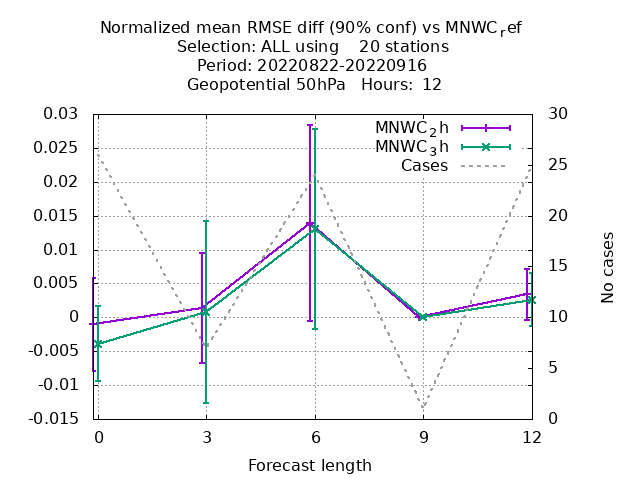 Normalized mean RMSE diff (90% conf) vs MNWC_ref
Selection: ALL using    20 stations
Period: 20220822-20220916
Geopotential 50hPa   Hours:  12
MNWC_2h
MNWC_3h
Cases
0.03
0.025
0.02
0.015
0.01
0.005
0
-0.005
-0.01
-0.015
30
25
20
15
10
5
0
No cases
0 3 6 9 12
Forecast length